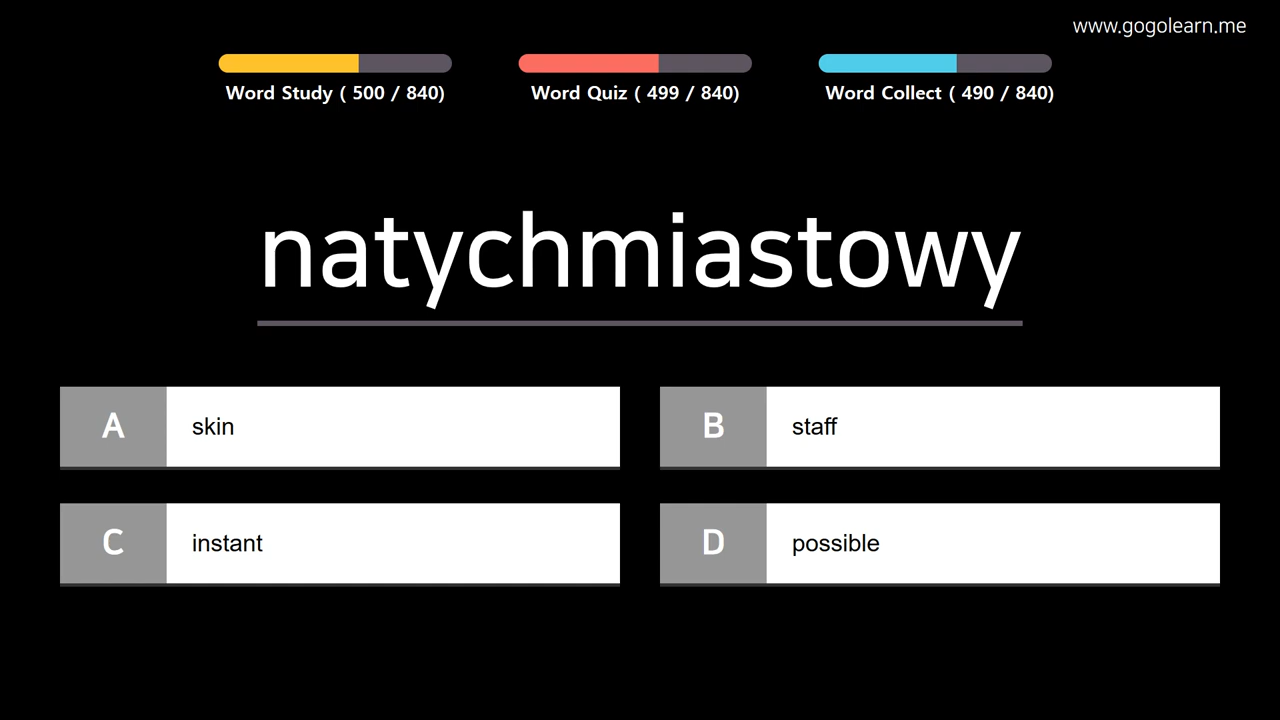 www.gogolearn.me
Word Study ( 500 / 840)
Word Quiz ( 499 / 840)
Word Collect ( 490 / 840)
natychmiastowy
A
skin
B
staff
C
instant
D
possible